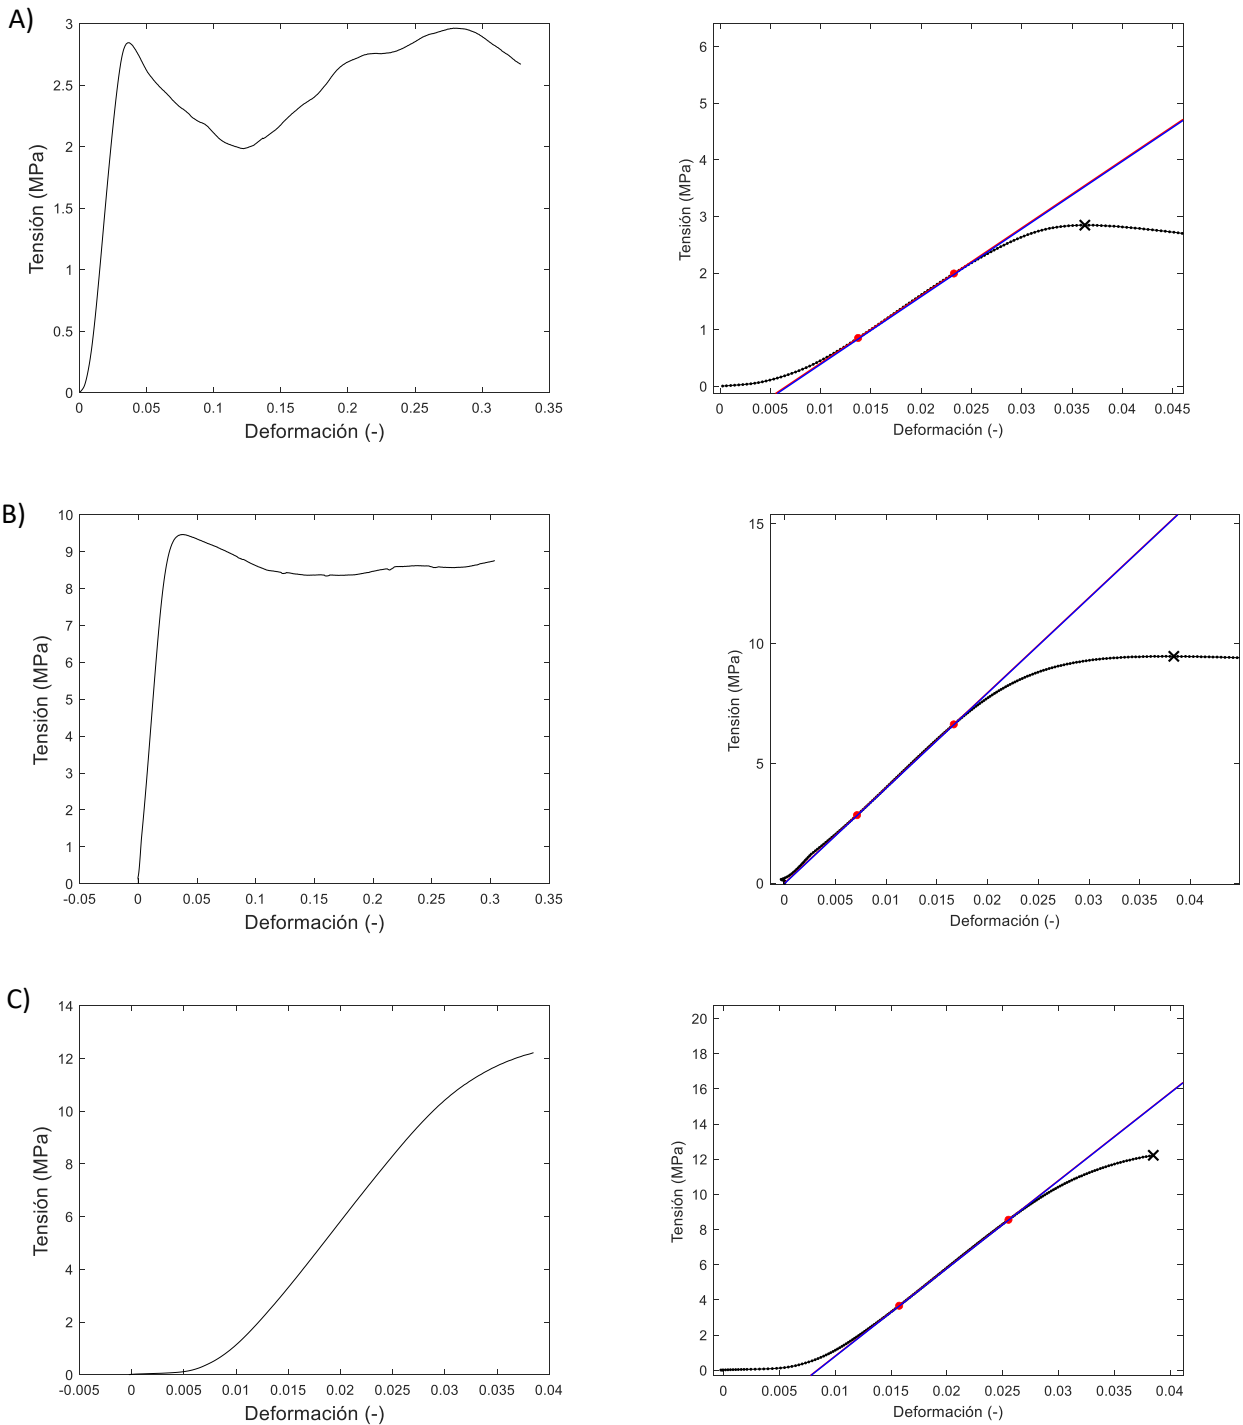 A)
3
2.5
2
1.5
1
0.5
0
0 0.05 0.1 0.15 0.2 0.25 0.3 0.35
Tensión (MPa)
Deformación (-)
6
5
4
3
2
1
0
0 0.005 0.01 0.015 0.02 0.025 0.03 0.035 0.04 0.045
Tensión (MPa)
Deformación (-)
B)
10
9
8
7
6
5
4
3
2
1
0
-0.05 0 0.05 0.1 0.15 0.2 0.25 0.3 0.35
Tensión (MPa)
Deformación (-)
15
10
5
0
0 0.005 0.01 0.015 0.02 0.025 0.03 0.035 0.04
Tensión (MPa)
Deformación (-)
C)
14
12
10
8
6
4
2
0
-0.005 0 0.005 0.01 0.015 0.02 0.025 0.03 0.035 0.04
Tensión (MPa)
Deformación (-)
20
18
16
14
12
10
8
6
4
2
0
0 0.005 0.01 0.015 0.02 0.025 0.03 0.035 0.04
Tensión (MPa)
Deformación (-)